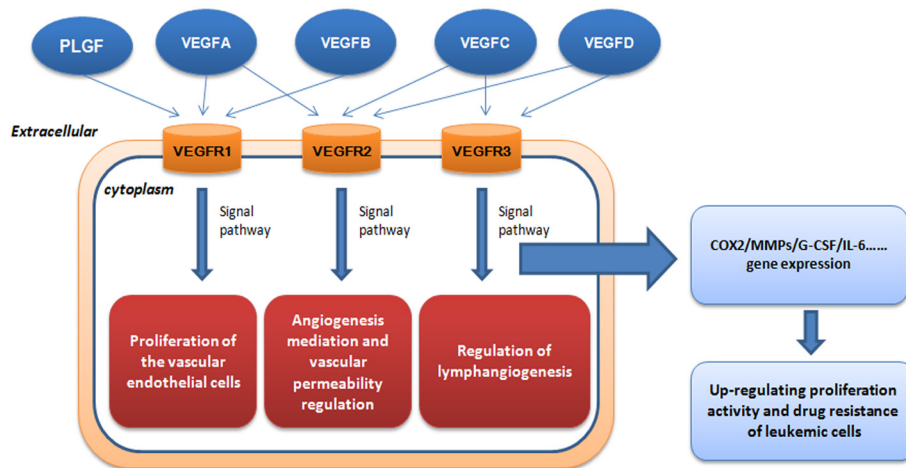 PLGF
VEGFA
VEGFB
VEGFC
VEGFD
Extracellular
VEGFR1
VEGFR2
VEGFR3
cytoplasm
Signal
pathway
Signal
pathway
Signal
pathway
COX2/MMPs/G-CSF/IL-6......
gene expression
Proliferation of
the vascular
endothelial cells
Angiogenesis
mediation and
vascular
permeability
regulation
Regulation of
lymphangiogenesis
Up-regulating proliferation
activity and drug resistance
of leukemic cells